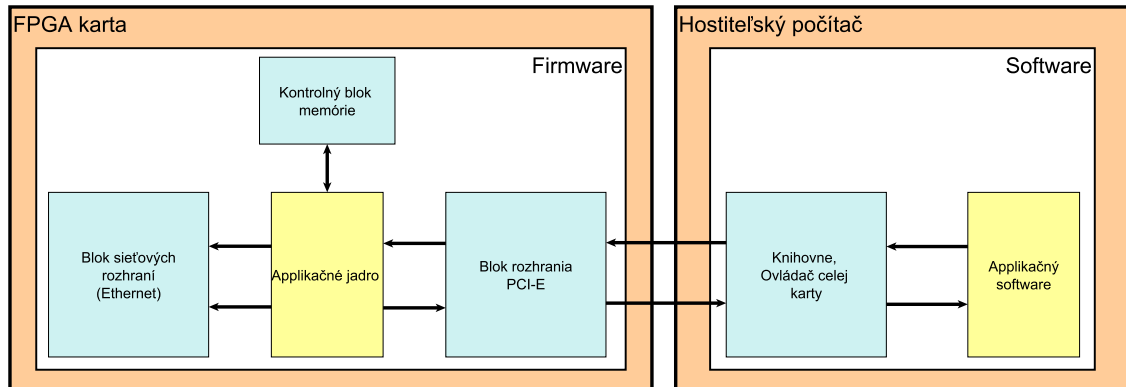 FPGA karta
Firmware
Kontrolný blok
memórie
Blok sieťových
rozhraní
(Ethernet)
Applikačné jadro
Blok rozhrania
PCI-E
Hostiteľský počítač
Software
Knihovne,
Ovládač celej
karty
Applikačný
software